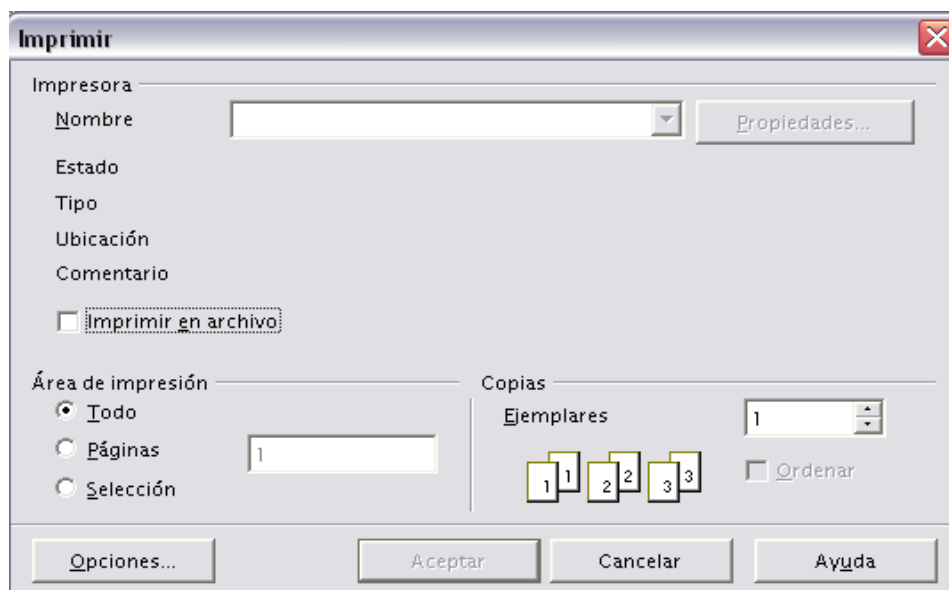 Imprimir
Impresora
Nombre
Propiedades...
Estado
Tipo
Ubicación
Comentario
Imprimir en archivo
Área de impresión
Todo
Páginas 1
Selección
Copias
Ejemplares 1
1 1 2 2 3 3
Ordenar
Opciones... Aceptar Cancelar Ayuda